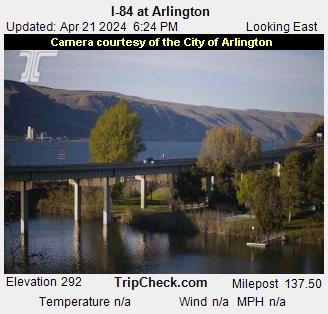 I-84 at Arlington
Updated: Apr 21 2024 6:24 PM Looking East
Camera courtesy of the City of Arlington
Elevation 292 TripCheck.com Milepost 137.50
Temperature n/a Wind n/a MPH n/a